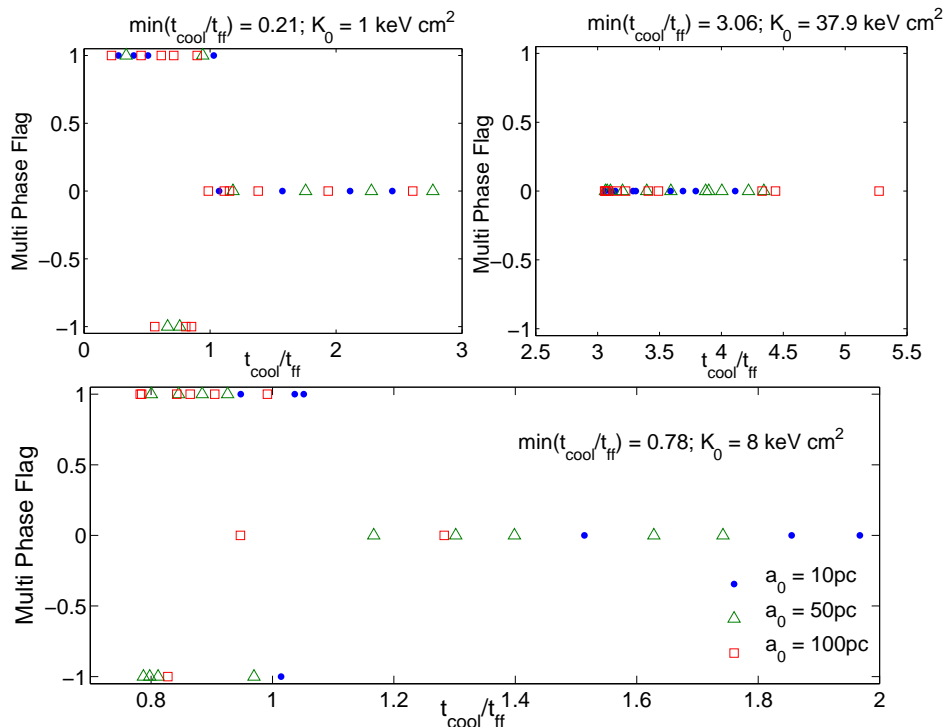 min(t_cool/t_ff) = 0.21; K_0 = 1 keV cm^2
Multi Phase Flag
1
0.5
0
−0.5
−1
0 1 2 3
t_cool/t_ff
min(t_cool/t_ff) = 3.06; K_0 = 37.9 keV cm^2
Multi Phase Flag
1
0.5
0
−0.5
−1
2.5 3 3.5 4 4.5 5 5.5
t_cool/t_ff
min(t_cool/t_ff) = 0.78; K_0 = 8 keV cm^2
Multi Phase Flag
1
0.5
0
−0.5
−1
a_0 = 10pc
a_0 = 50pc
a_0 = 100pc
0.8 1 1.2 1.4 1.6 1.8 2
t_cool/t_ff